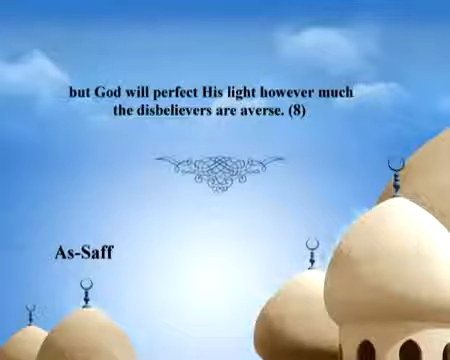 but God will perfect His light however much
the disbelievers are averse. (8)
As-Saff